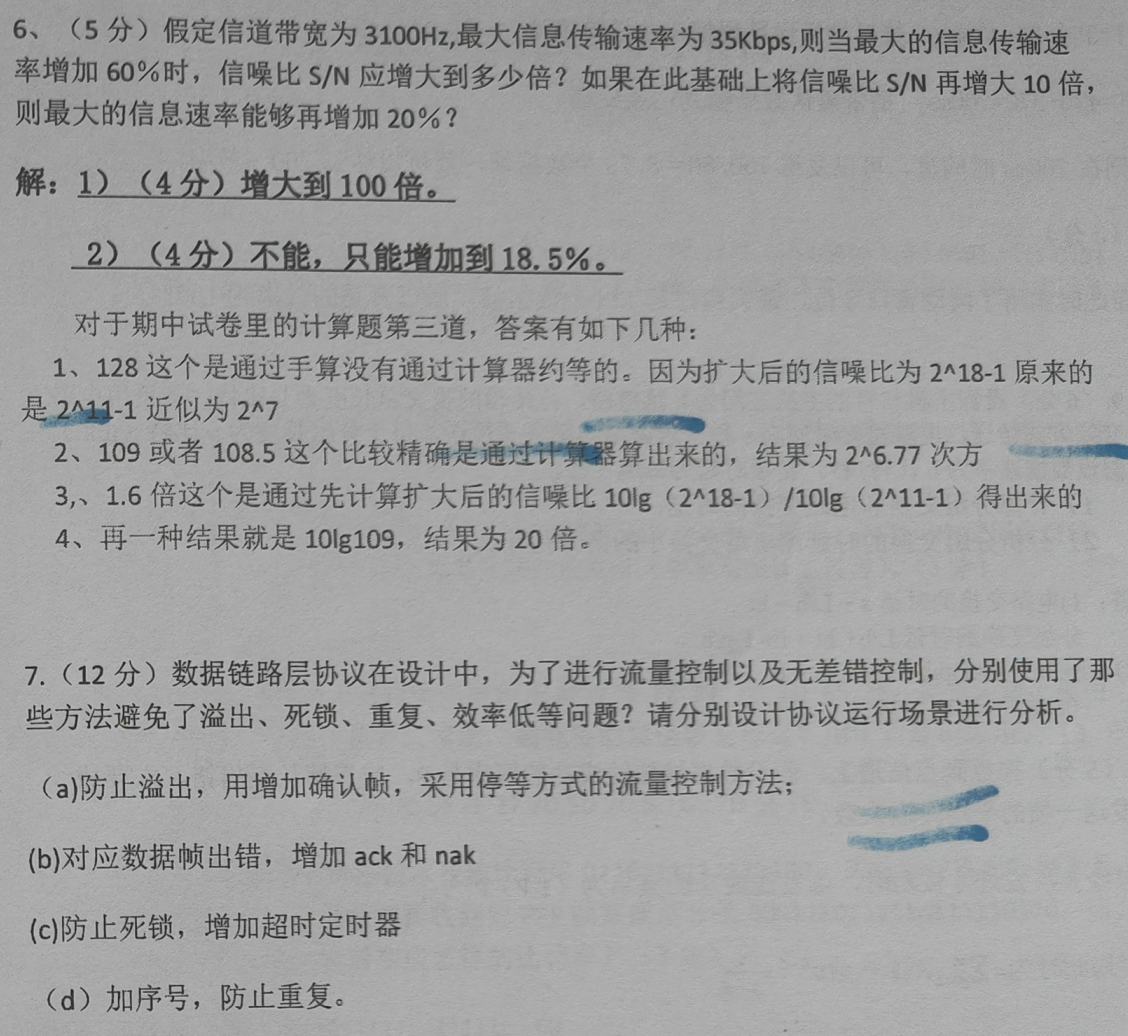 6、（5 分）假定信道带宽为 3100Hz,最大信息传输速率为 35Kbps,则当最大的信息传输速
率增加 60%时，信噪比 S/N 应增大到多少倍？如果在此基础上将信噪比 S/N 再增大 10 倍，
则最大的信息速率能够再增加 20%？
解：1）（4 分）增大到 100 倍。
2）（4 分）不能，只能增加到 18.5%。
对于期中试卷里的计算题第三道，答案有如下几种：
1、128 这个是通过手算没有通过计算器约等的。因为扩大后的信噪比为 2^18-1 原来的
是 2^11-1 近似为 2^7
2、109 或者 108.5 这个比较精确是通过计算器算出来的，结果为 2^6.77 次方
3,、1.6 倍这个是通过先计算扩大后的信噪比 10lg（2^18-1）/10lg（2^11-1）得出来的
4、再一种结果就是 10lg109，结果为 20 倍。
7.（12 分）数据链路层协议在设计中，为了进行流量控制以及无差错控制，分别使用了那
些方法避免了溢出、死锁、重复、效率低等问题？请分别设计协议运行场景进行分析。
（a)防止溢出，用增加确认帧，采用停等方式的流量控制方法；
(b)对应数据帧出错，增加 ack 和 nak
(c)防止死锁，增加超时定时器
（d）加序号，防止重复。